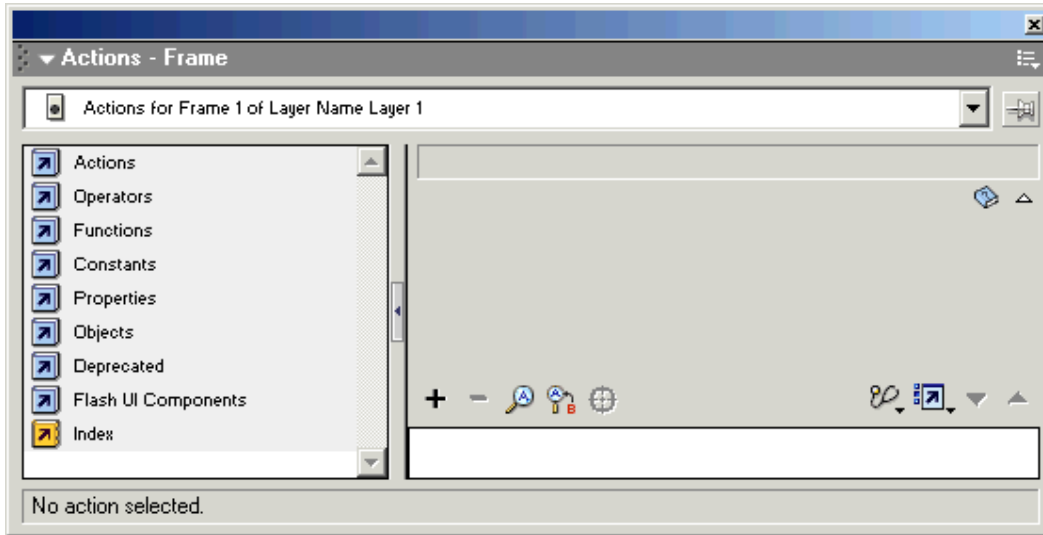 Actions - Frame
Actions for Frame 1 of Layer Name Layer 1
Actions
Operators
Functions
Constants
Properties
Objects
Deprecated
Flash UI Components
Index
No action selected.